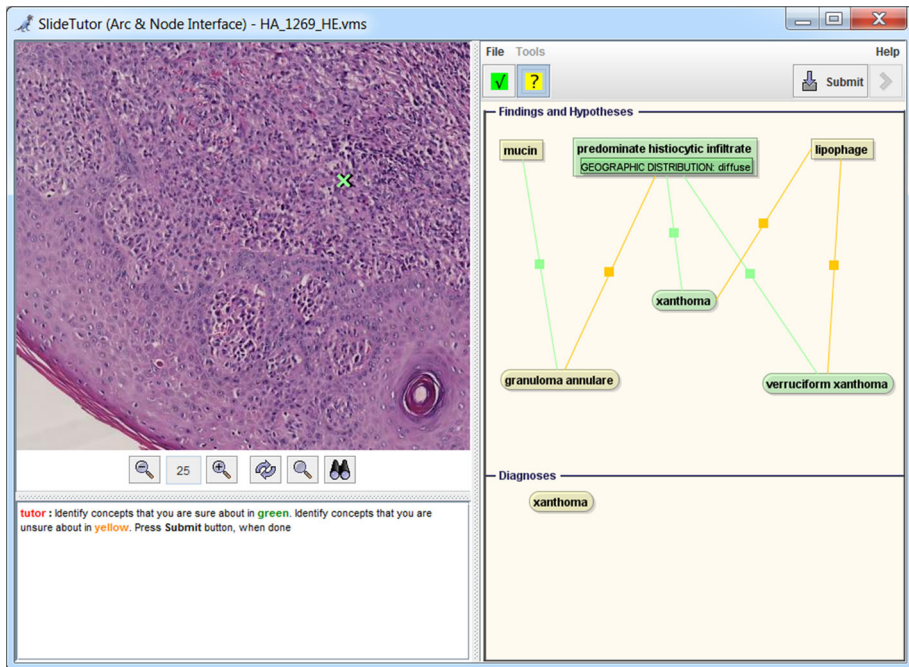 SlideTutor (Arc & Node Interface) - HA_1269_HE.vms
File Tools Help
√ ? Submit
Findings and Hypotheses
mucin
predominate histiocytic infiltrate
GEOGRAPHIC DISTRIBUTION: diffuse
lipophage
xanthoma
granuloma annulare
verruciform xanthoma
25
Diagnoses
xanthoma
tutor : Identify concepts that you are sure about in green. Identify concepts that you are
unsure about in yellow. Press Submit button, when done